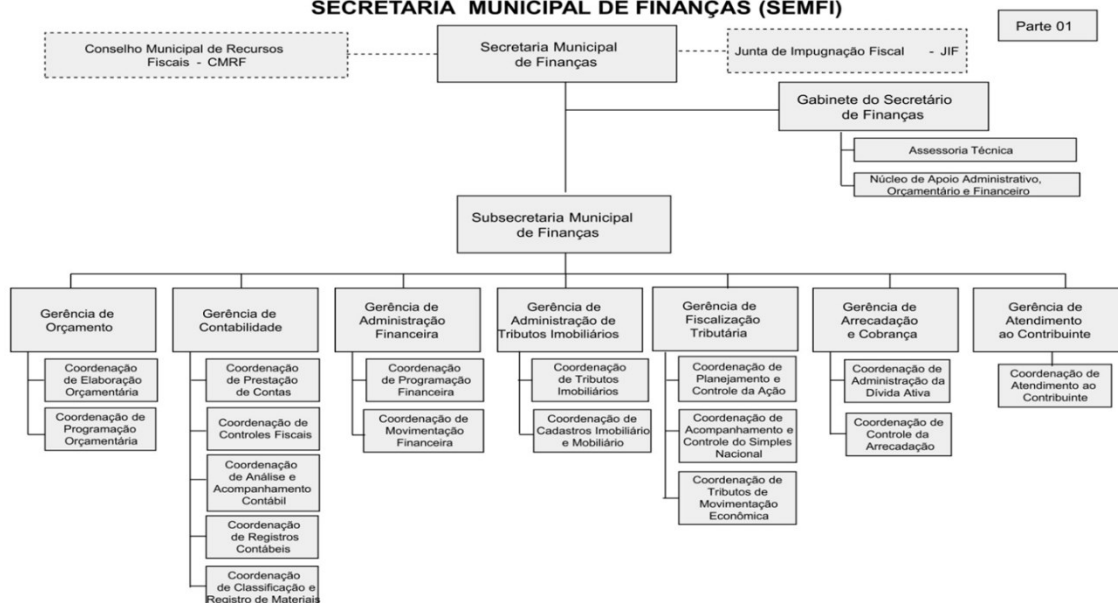 SECRETARIA MUNICIPAL DE FINANÇAS (SEMFI)
Parte 01
Conselho Municipal de Recursos
Fiscais - CMRF
Secretaria Municipal
de Finanças
Junta de Impugnação Fiscal - JIF
Gabinete do Secretário
de Finanças
Assessoria Técnica
Núcleo de Apoio Administrativo,
Orçamentário e Financeiro
Subsecretaria Municipal
de Finanças
Gerência de
Orçamento
Coordenação
de Elaboração
Orçamentária
Coordenação de
Programação
Orçamentária
Gerência de
Contabilidade
Coordenação
de Prestação
de Contas
Coordenação de
Controles Fiscais
Coordenação
de Análise e
Acompanhamento
Contábil
Coordenação
de Registros
Contábeis
Coordenação
de Classificação e
Registro de Materiais
Gerência de
Administração
Financeira
Coordenação
de Programação
Financeira
Coordenação de
Movimentação
Financeira
Gerência de
Administração de
Tributos Imobiliários
Coordenação
de Tributos
Imobiliários
Coordenação de
Cadastros Imobiliário
e Mobiliário
Gerência de
Fiscalização
Tributária
Coordenação de
Planejamento e
Controle da Ação
Coordenação de
Acompanhamento e
Controle do Simples
Nacional
Coordenação de
Tributos de
Movimentação
Econômica
Gerência de
Arrecadação
e Cobrança
Coordenação de
Administração da
Dívida Ativa
Coordenação de
Controle da
Arrecadação
Gerência de
Atendimento
ao Contribuinte
Coordenação de
Atendimento ao
Contribuinte